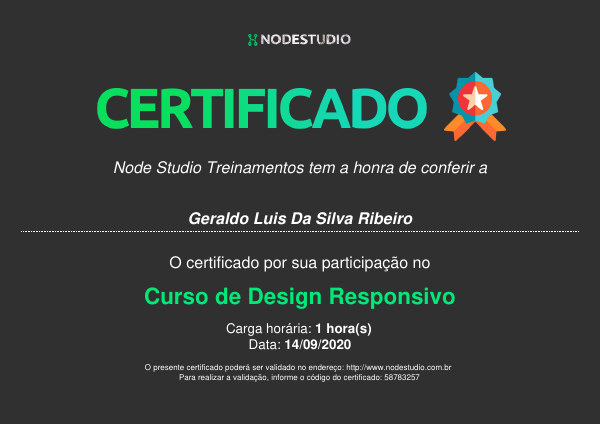 NODESTUDIO
CERTIFICADO
Node Studio Treinamentos tem a honra de conferir a
Geraldo Luis Da Silva Ribeiro
O certificado por sua participação no
Curso de Design Responsivo
Carga horária: 1 hora(s)
Data: 14/09/2020
O presente certificado poderá ser validado no endereço: http://www.nodestudio.com.br
Para realizar a validação, informe o código do certificado: 58783257